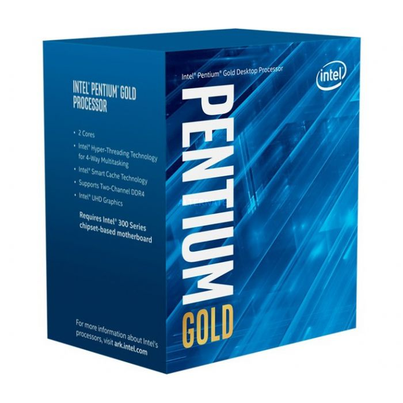 INTEL® PENTIUM® GOLD
PROCESSOR
• 2 Cores
• Intel® Hyper-Threading Technology
for 4-Way Multitasking
• Intel® Smart Cache Technology
• Supports Two-Channel DDR4
• Intel® UHD Graphics
Requires Intel® 300 Series
chipset-based motherboard
For more information about Intel's
processors, visit ark.intel.com
Intel® Pentium® Gold Desktop Processor
intel
PENTIUM
GOLD